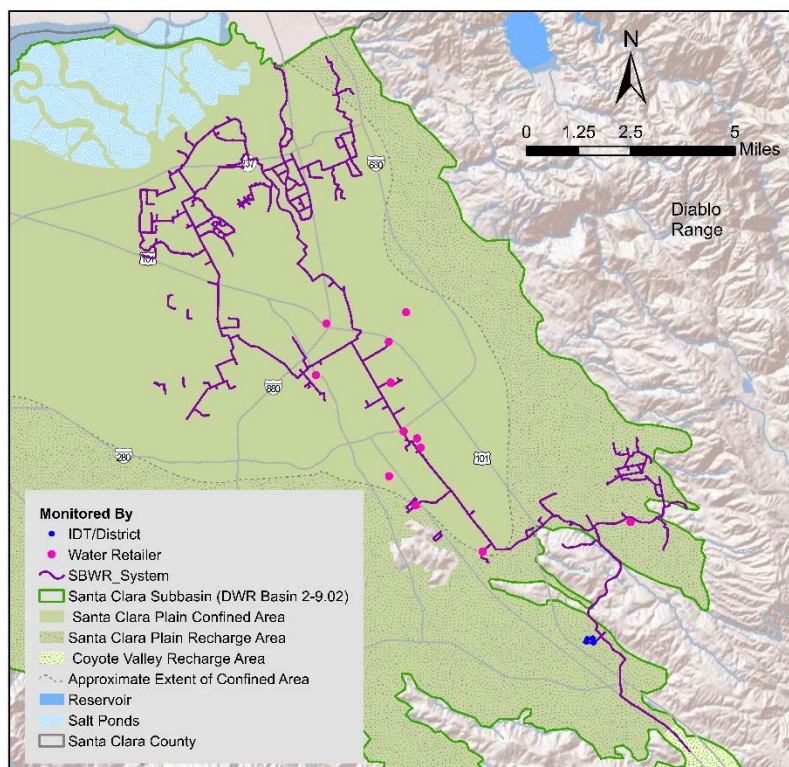 N
0 1.25 2.5 5
Miles
Diablo
Range
237
680
101
880
280
101
Monitored By
IDT/District
Water Retailer
SBWR_System
Santa Clara Subbasin (DWR Basin 2-9.02)
Santa Clara Plain Confined Area
Santa Clara Plain Recharge Area
Coyote Valley Recharge Area
Approximate Extent of Confined Area
Reservoir
Salt Ponds
Santa Clara County